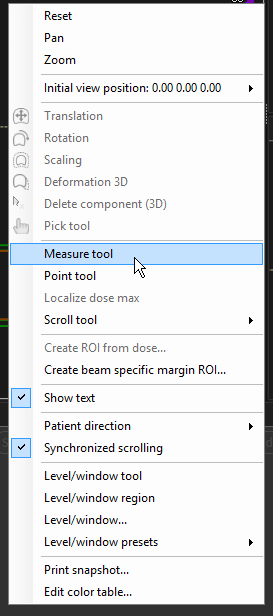 Reset
Pan
Zoom
Initial view position: 0.00 0.00 0.00
Translation
Rotation
Scaling
Deformation 3D
Delete component (3D)
Pick tool
Measure tool
Point tool
Localize dose max
Scroll tool
Create ROI from dose...
Create beam specific margin ROI...
Show text
Patient direction
Synchronized scrolling
Level/window tool
Level/window region
Level/window...
Level/window presets
Print snapshot...
Edit color table...